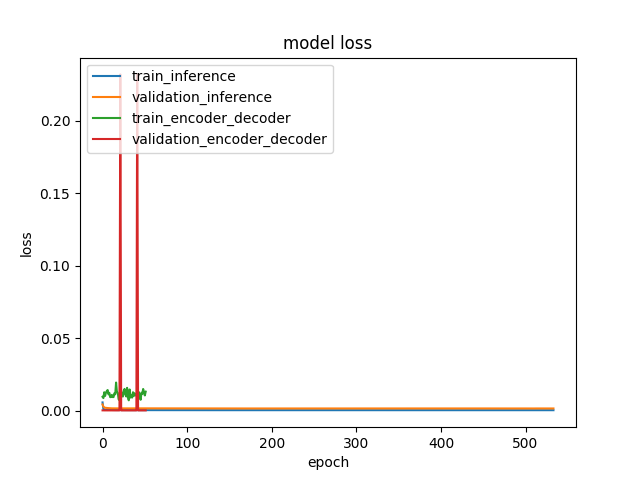 model loss
train_inference
validation_inference
train_encoder_decoder
validation_encoder_decoder
0.20
0.15
0.10
0.05
0.00
loss
0 100 200 300 400 500
epoch